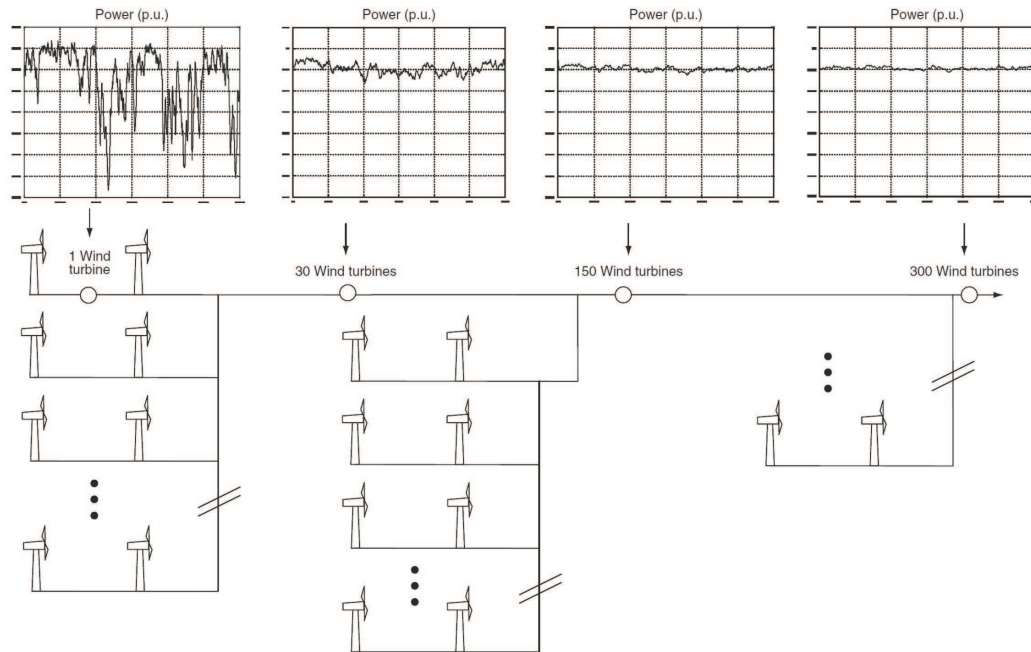 Power (p.u.)
Power (p.u.)
Power (p.u.)
Power (p.u.)
1 Wind
turbine
30 Wind turbines
150 Wind turbines
300 Wind turbines